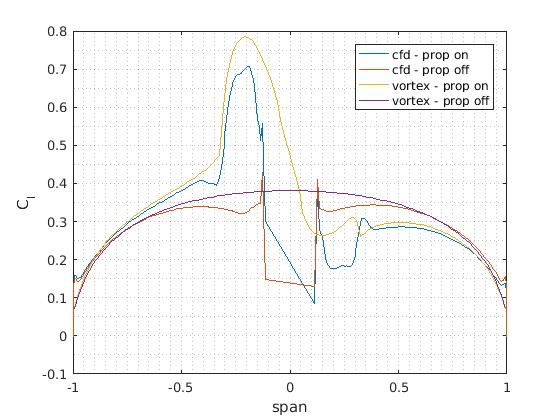 0.8
0.7
0.6
0.5
0.4
0.3
0.2
0.1
0
-0.1
-1
-0.5
0
0.5
1
C_l
span
cfd - prop on
cfd - prop off
vortex - prop on
vortex - prop off